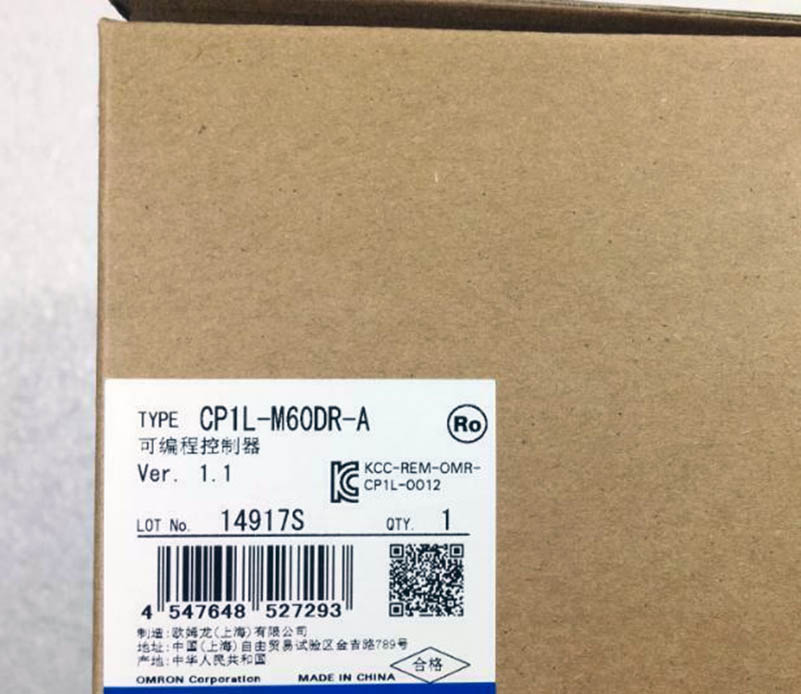 TYPE CP1L-M60DR-A
Ro
可编程控制器
Ver. 1.1
KCC-REM-OMR-
CP1L-0012
LOT No. 14917S QTY. 1
4 547648 527293
制造:欧姆龙(上海)有限公司
地址:中国(上海)自由贸易试验区金吉路789号
产地:中华人民共和国
合格
OMRON Corporation MADE IN CHINA